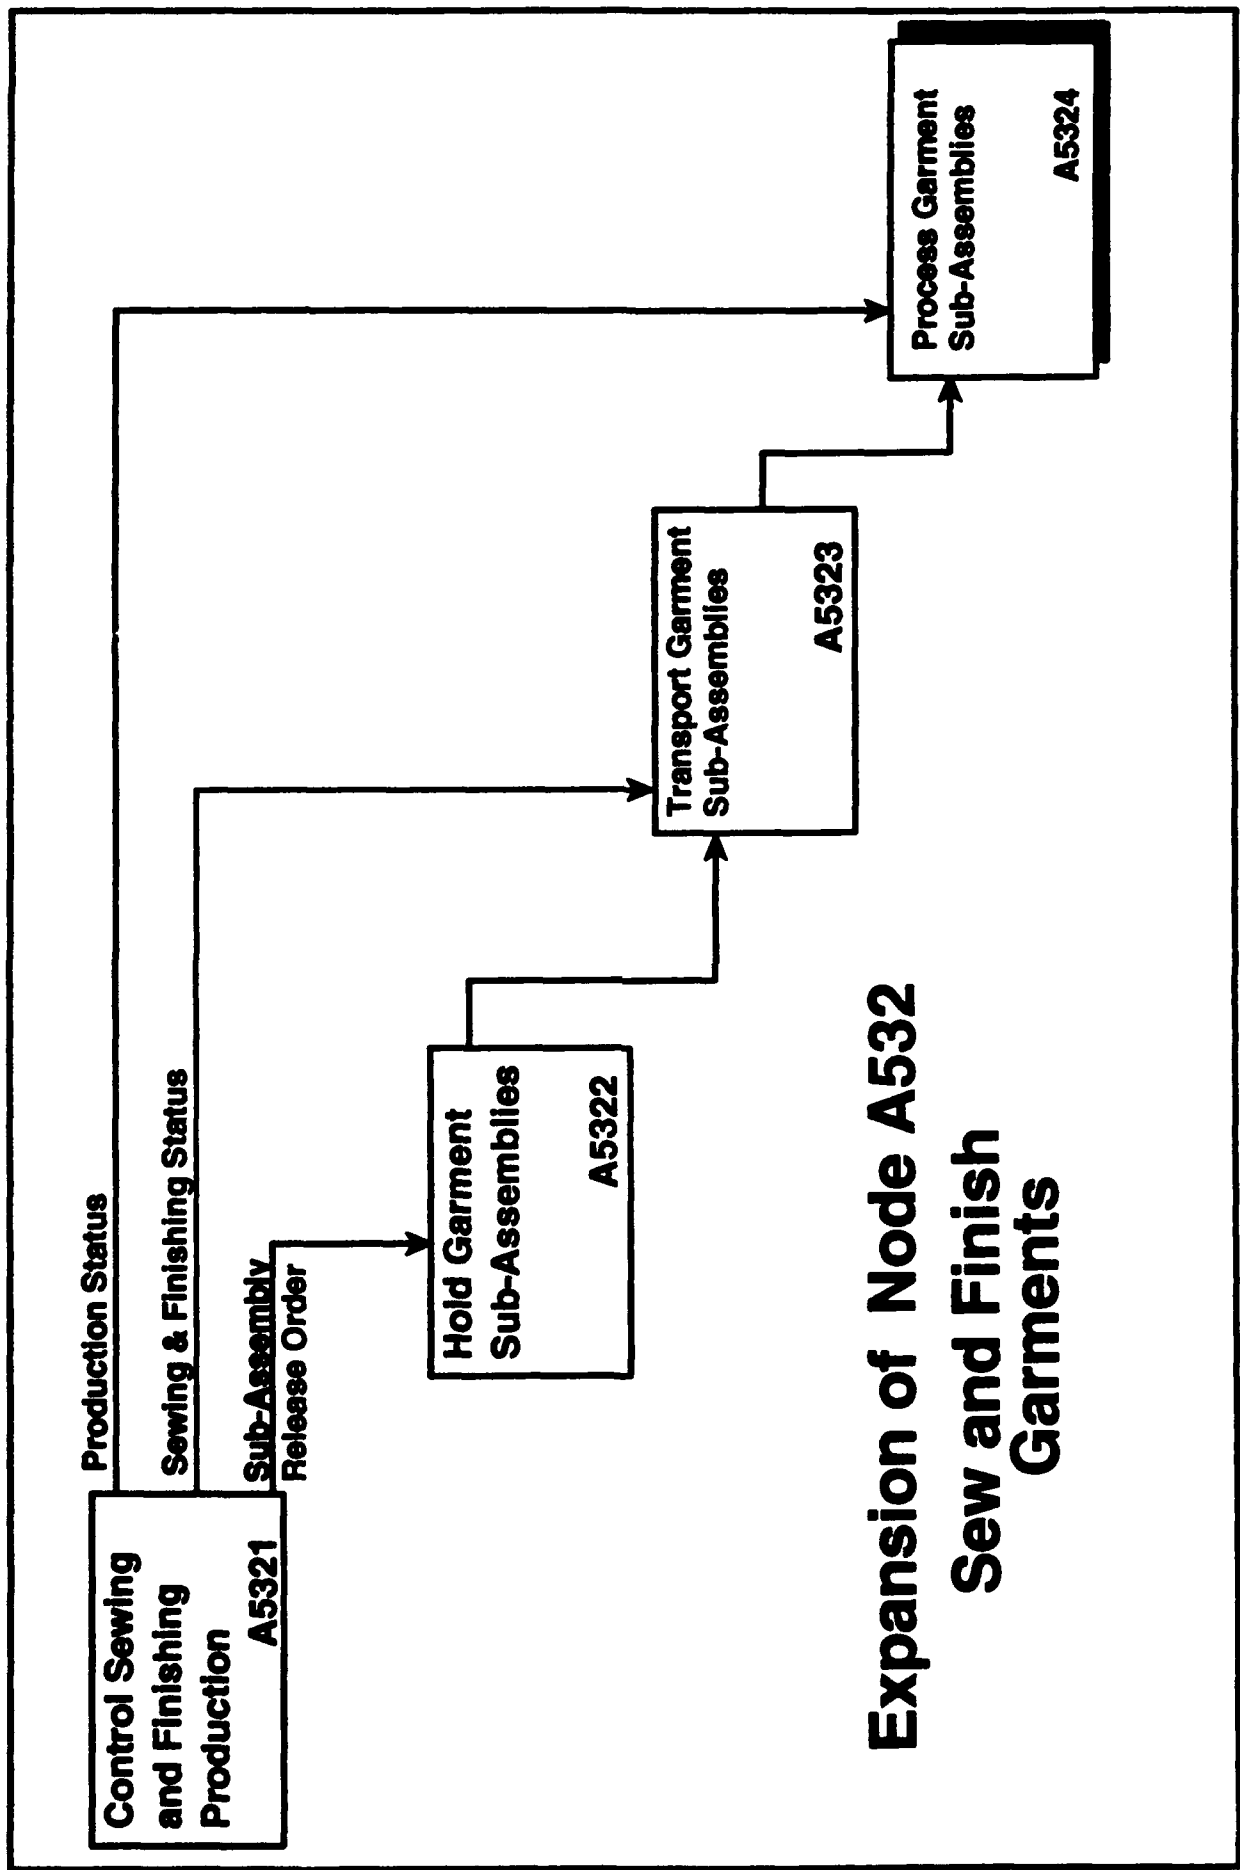 Production Status
Sewing & Finishing Status
Sub-Assembly
Release Order
Control Sewing
and Finishing
Production
A5321
Hold Garment
Sub-Assemblies
A5322
Transport Garment
Sub-Assemblies
A5323
Process Garment
Sub-Assemblies
A5324
Expansion of Node A532
Sew and Finish
Garments